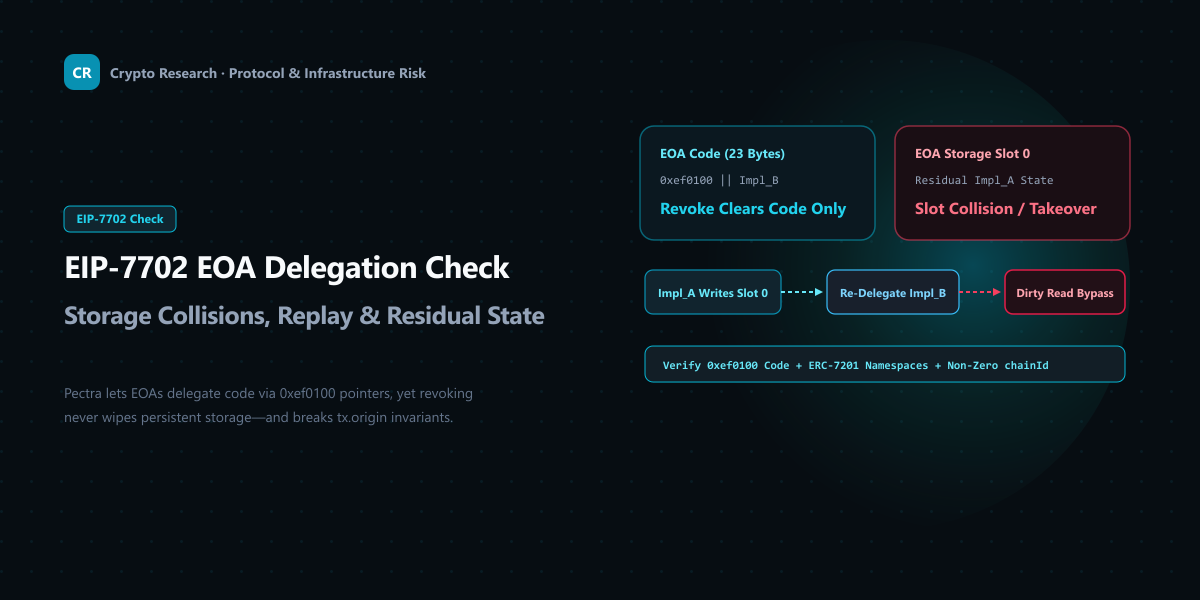 CR
Crypto Research · Protocol & Infrastructure Risk
EIP-7702 Check
EIP-7702 EOA Delegation Check
Storage Collisions, Replay & Residual State
Pectra lets EOAs delegate code via 0xef0100 pointers, yet revoking
never wipes persistent storage—and breaks tx.origin invariants.
EOA Code (23 Bytes)
0xef0100 || Impl_B
Revoke Clears Code Only
EOA Storage Slot 0
Residual Impl_A State
Slot Collision / Takeover
Impl_A Writes Slot 0
Re-Delegate Impl_B
Dirty Read Bypass
Verify 0xef0100 Code + ERC-7201 Namespaces + Non-Zero chainId